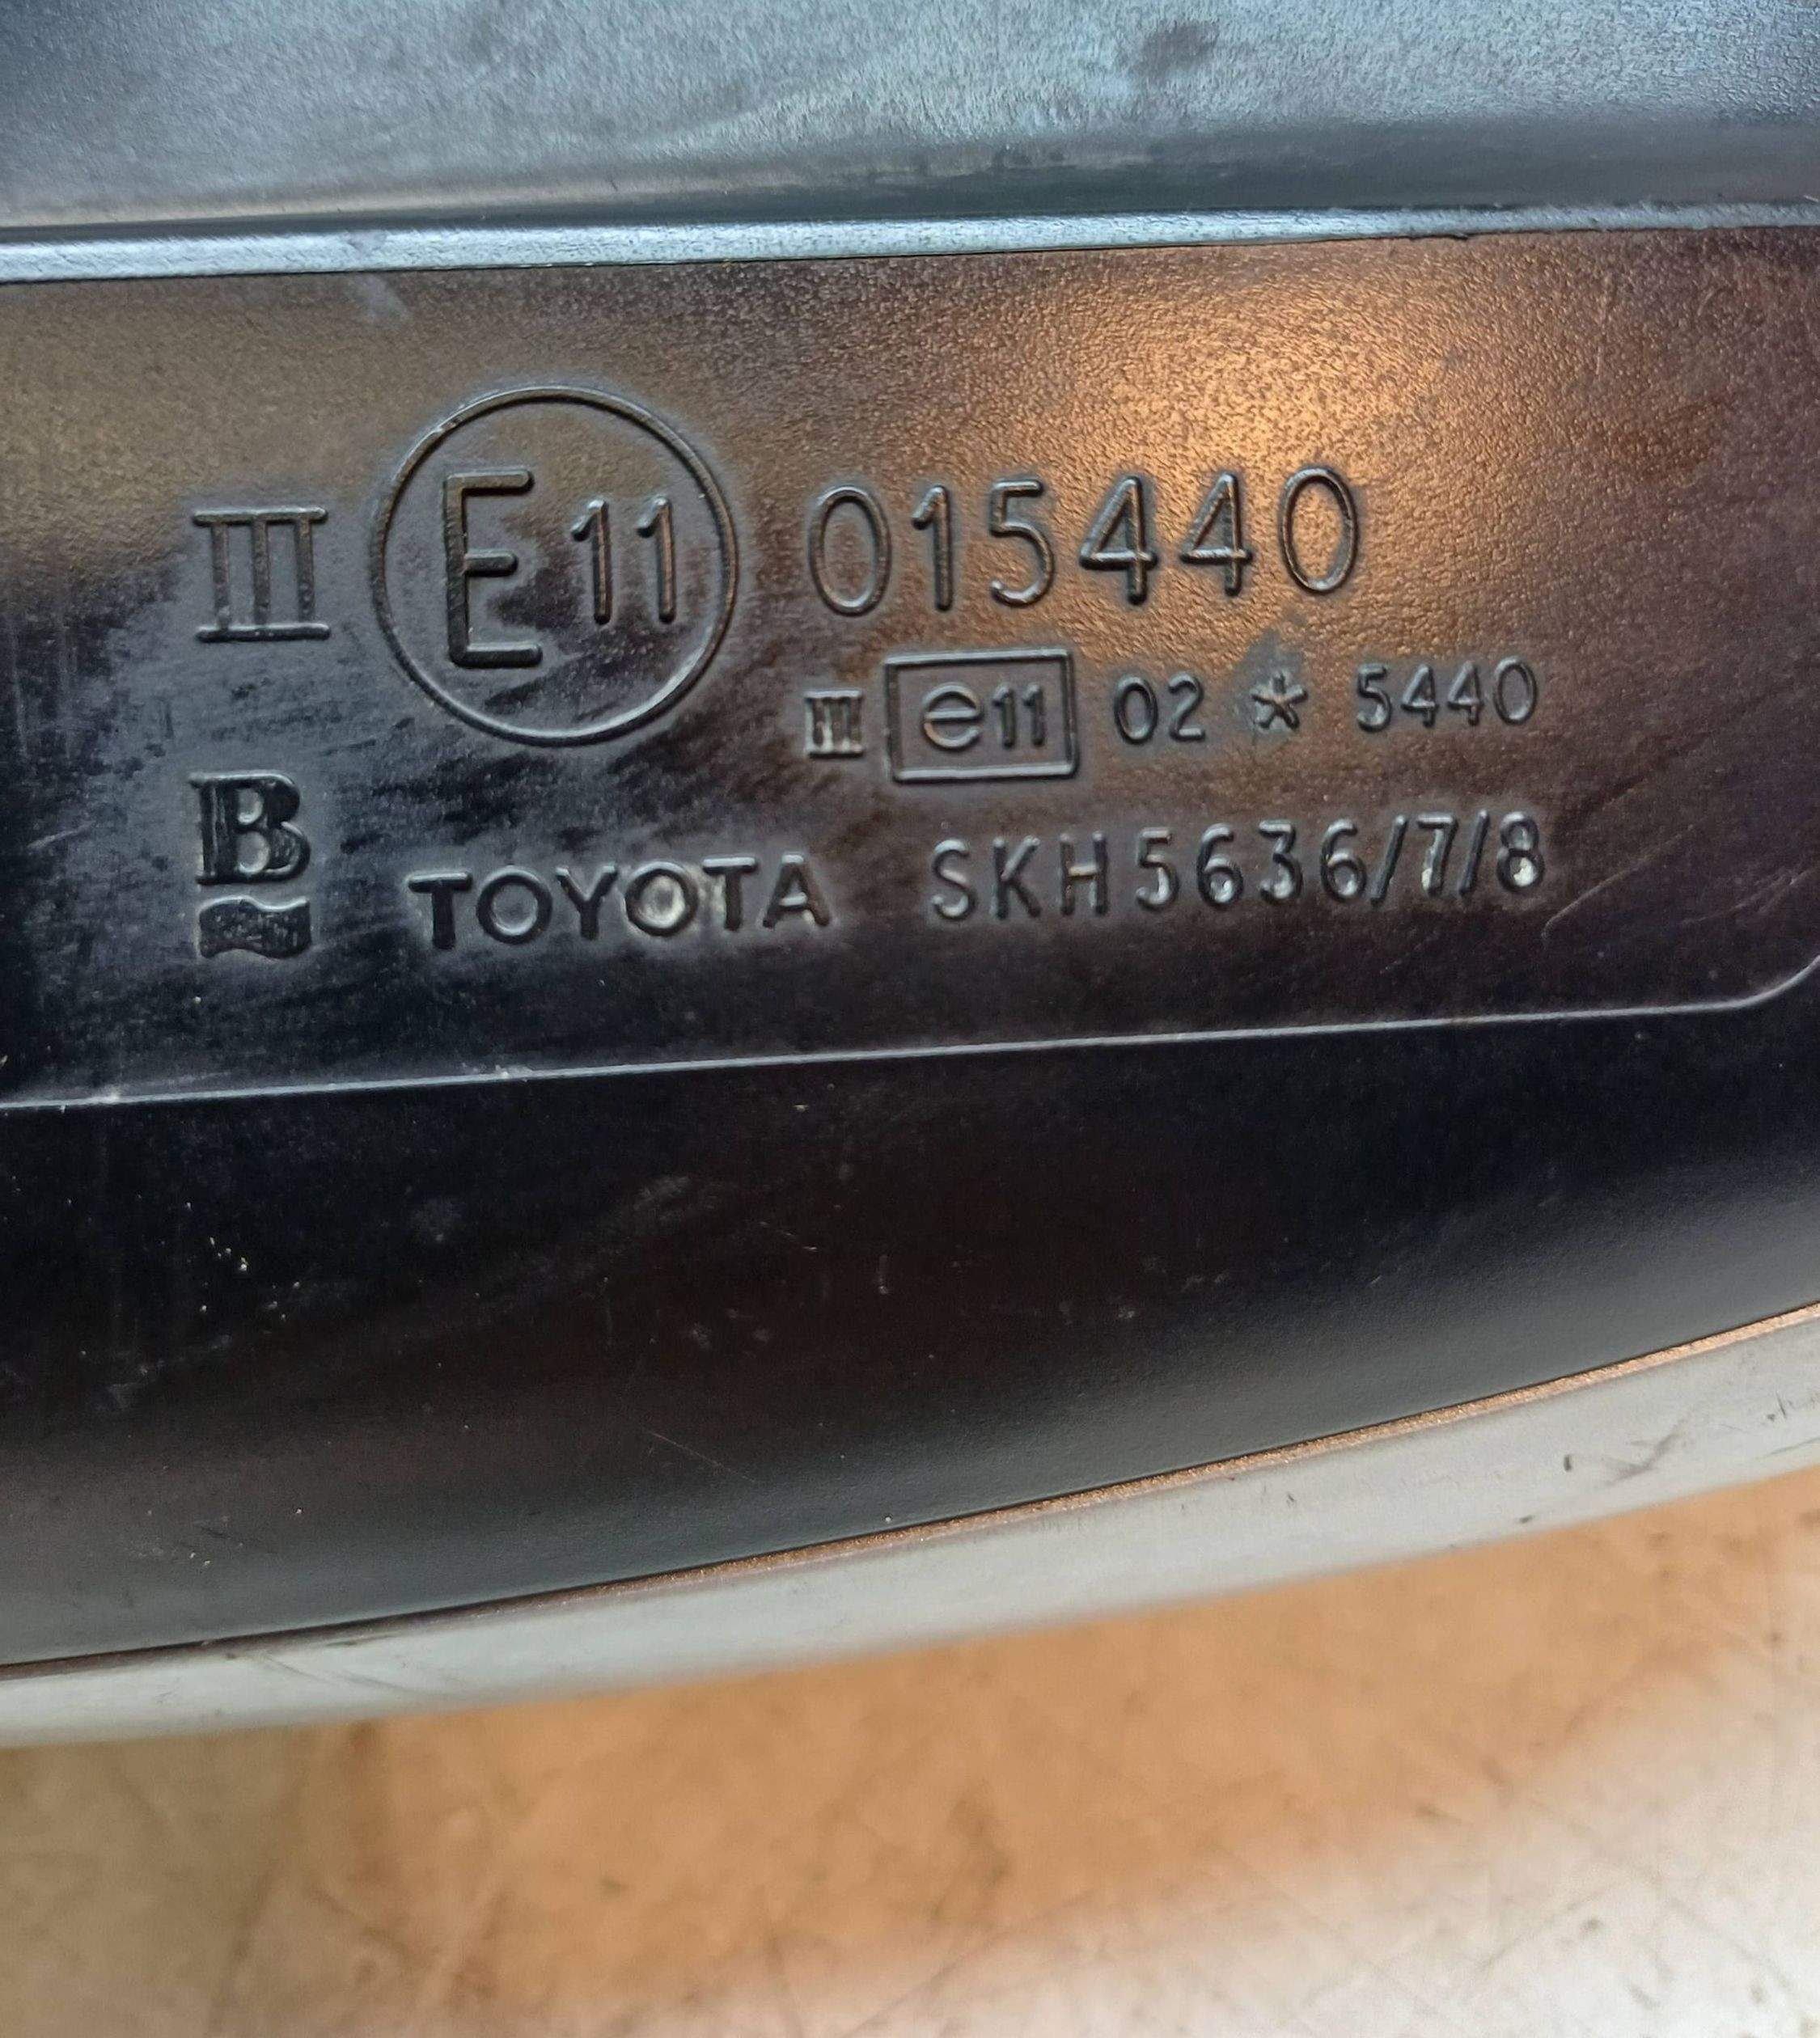 III E11 015440
III e11 02 * 5440
B TOYOTA SKH5636/7/8